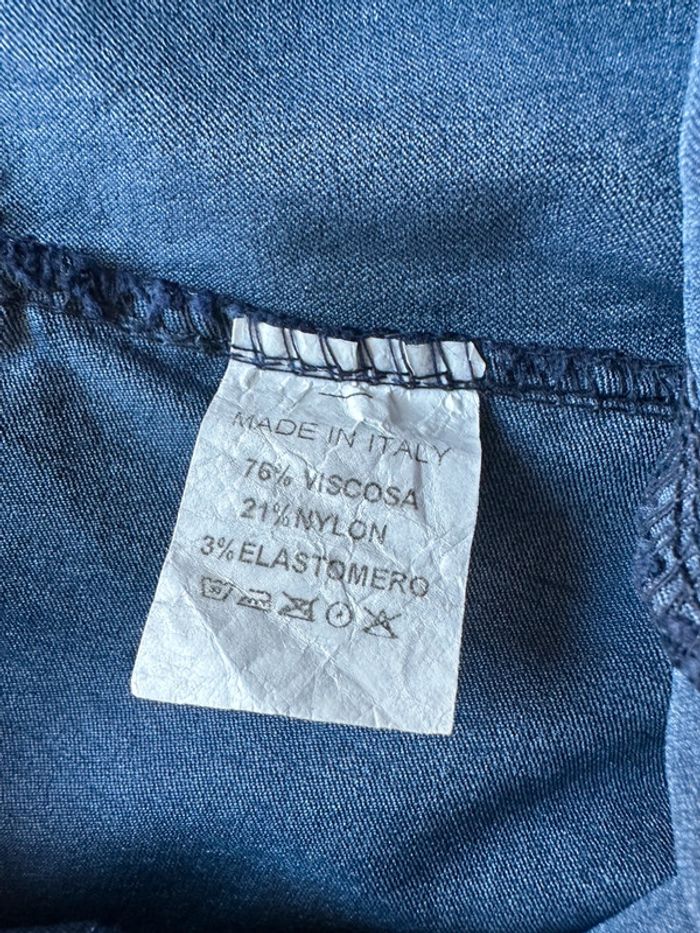 MADE IN ITALY
76% VISCOSA
21% NYLON
3% ELASTOMERO